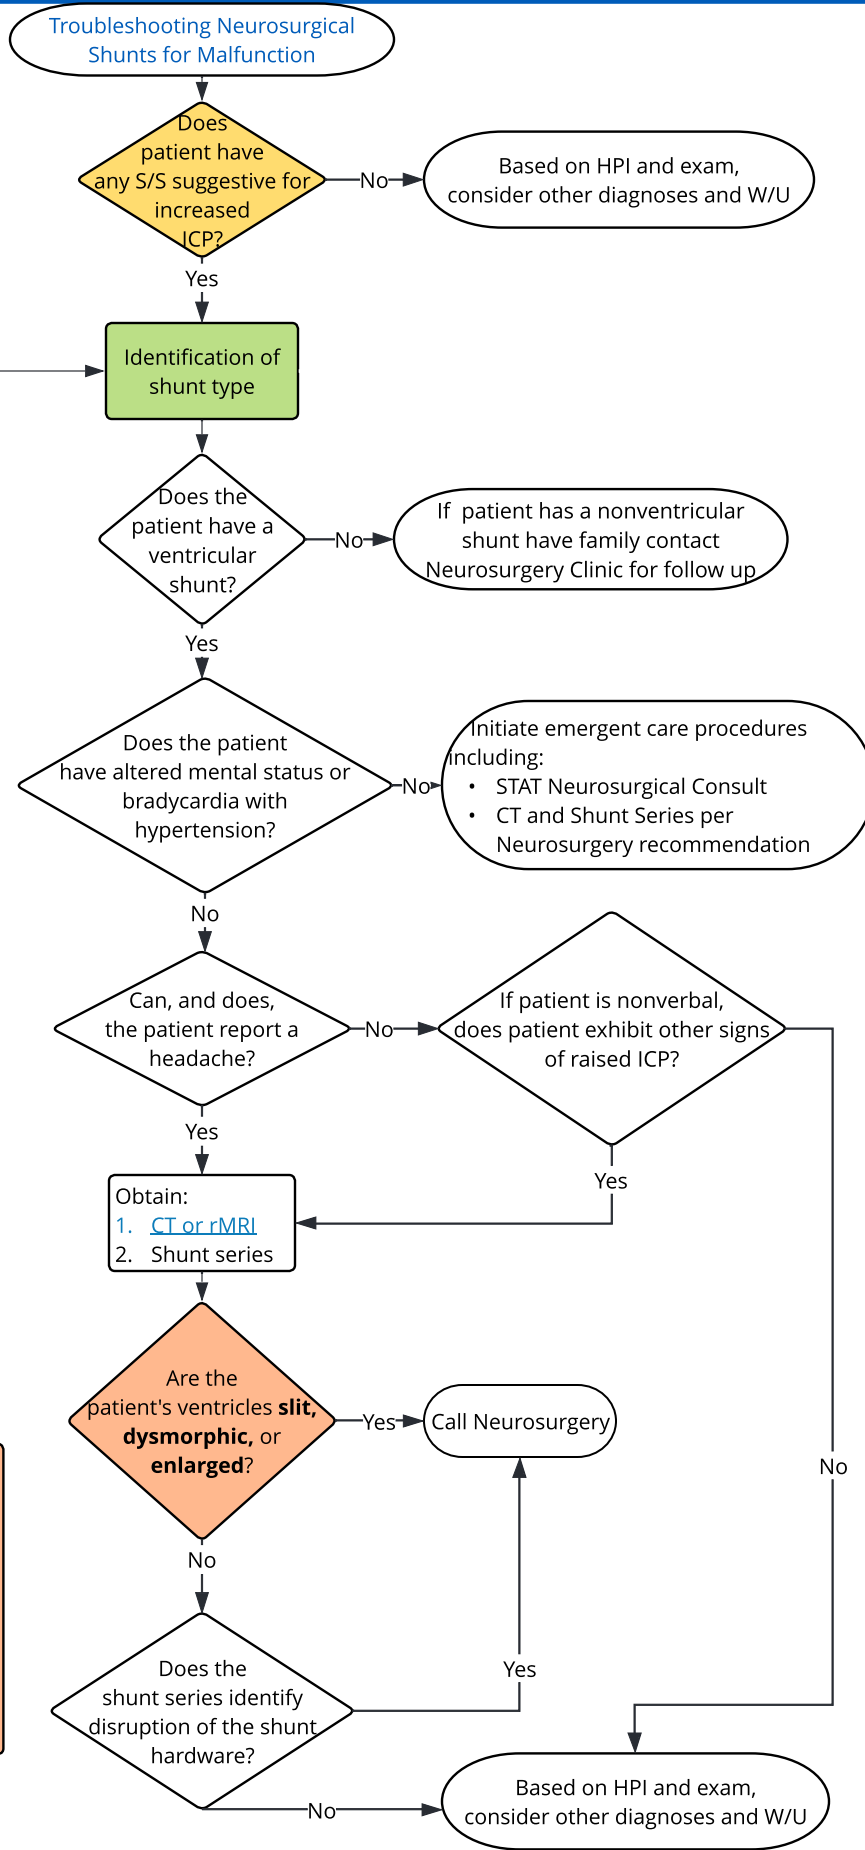 Troubleshooting Neurosurgical
Shunts for Malfunction
Does
patient have
any S/S suggestive for
increased
ICP?
No
Based on HPI and exam,
consider other diagnoses and W/U
Yes
Identification of
shunt type
Does the
patient have a
ventricular
shunt?
No
If  patient has a nonventricular
shunt have family contact
Neurosurgery Clinic for follow up
Yes
Does the patient
have altered mental status or
bradycardia with
hypertension?
No
Initiate emergent care procedures
including:
• STAT Neurosurgical Consult
• CT and Shunt Series per
Neurosurgery recommendation
No
Can, and does,
the patient report a
headache?
No
If patient is nonverbal,
does patient exhibit other signs
of raised ICP?
Yes
Yes
Obtain:
1. CT or rMRI
2. Shunt series
Are the
patient's ventricles slit,
dysmorphic, or
enlarged?
Yes
Call Neurosurgery
No
No
Does the
shunt series identify
disruption of the shunt
hardware?
Yes
No
Based on HPI and exam,
consider other diagnoses and W/U